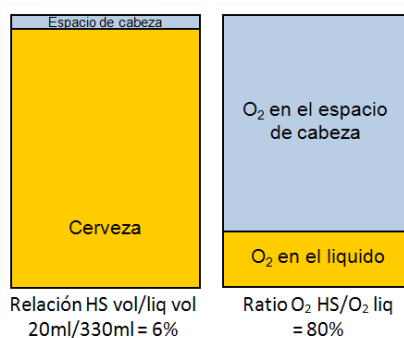 Espacio de cabeza
Cerveza
Relación HS vol/liq vol
20ml/330ml = 6%
O₂ en el espacio
de cabeza
O₂ en el liquido
Ratio O₂ HS/O₂ liq
= 80%